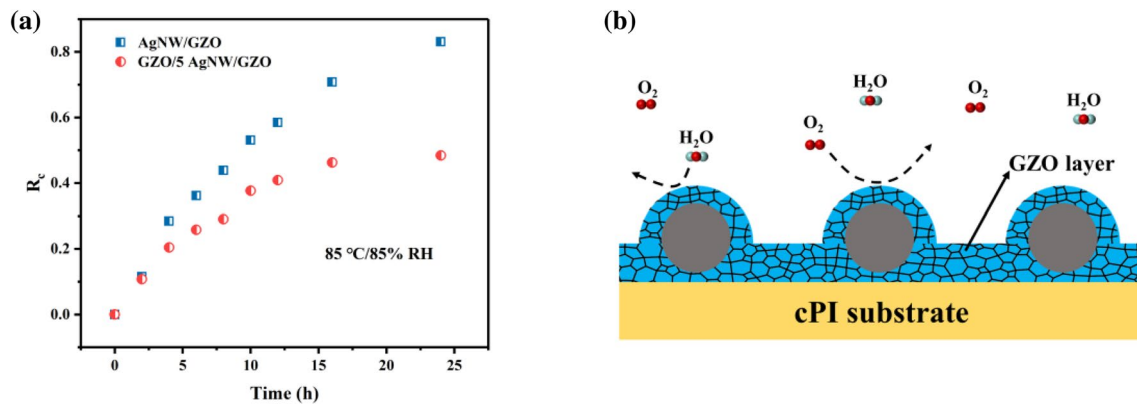 (a)
AgNW/GZO
GZO/5 AgNW/GZO
0.8
0.6
0.4
0.2
0.0
R_c
85 ℃/85% RH
0
5
10
15
20
25
Time (h)
(b)
O₂
H₂O
O₂
H₂O
O₂
H₂O
GZO layer
cPI substrate